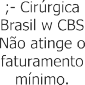 ;- Cirúrgica
Brasil w CBS
Não atinge o
faturamento
mínimo.